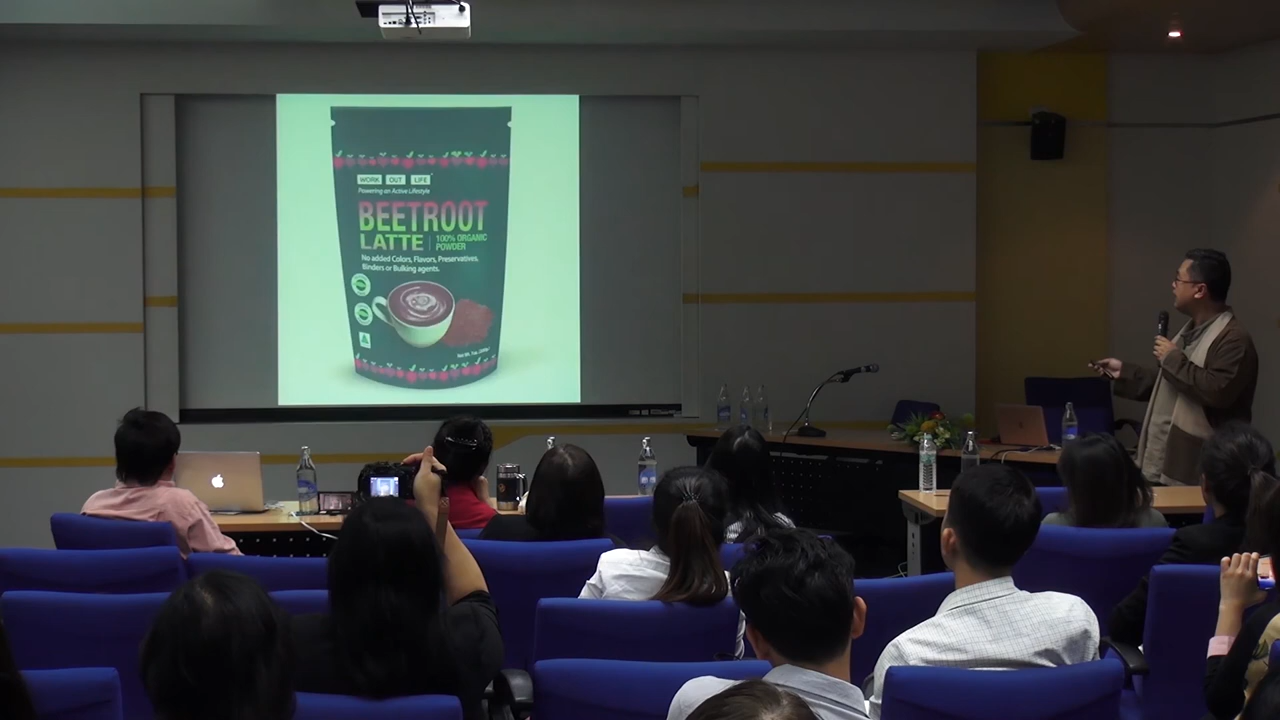 WORK OUT LIFE
Powering an Active Lifestyle
BEETROOT
LATTE
100% ORGANIC
POWDER
No added Colors, Flavors, Preservatives,
Binders or Bulking agents.